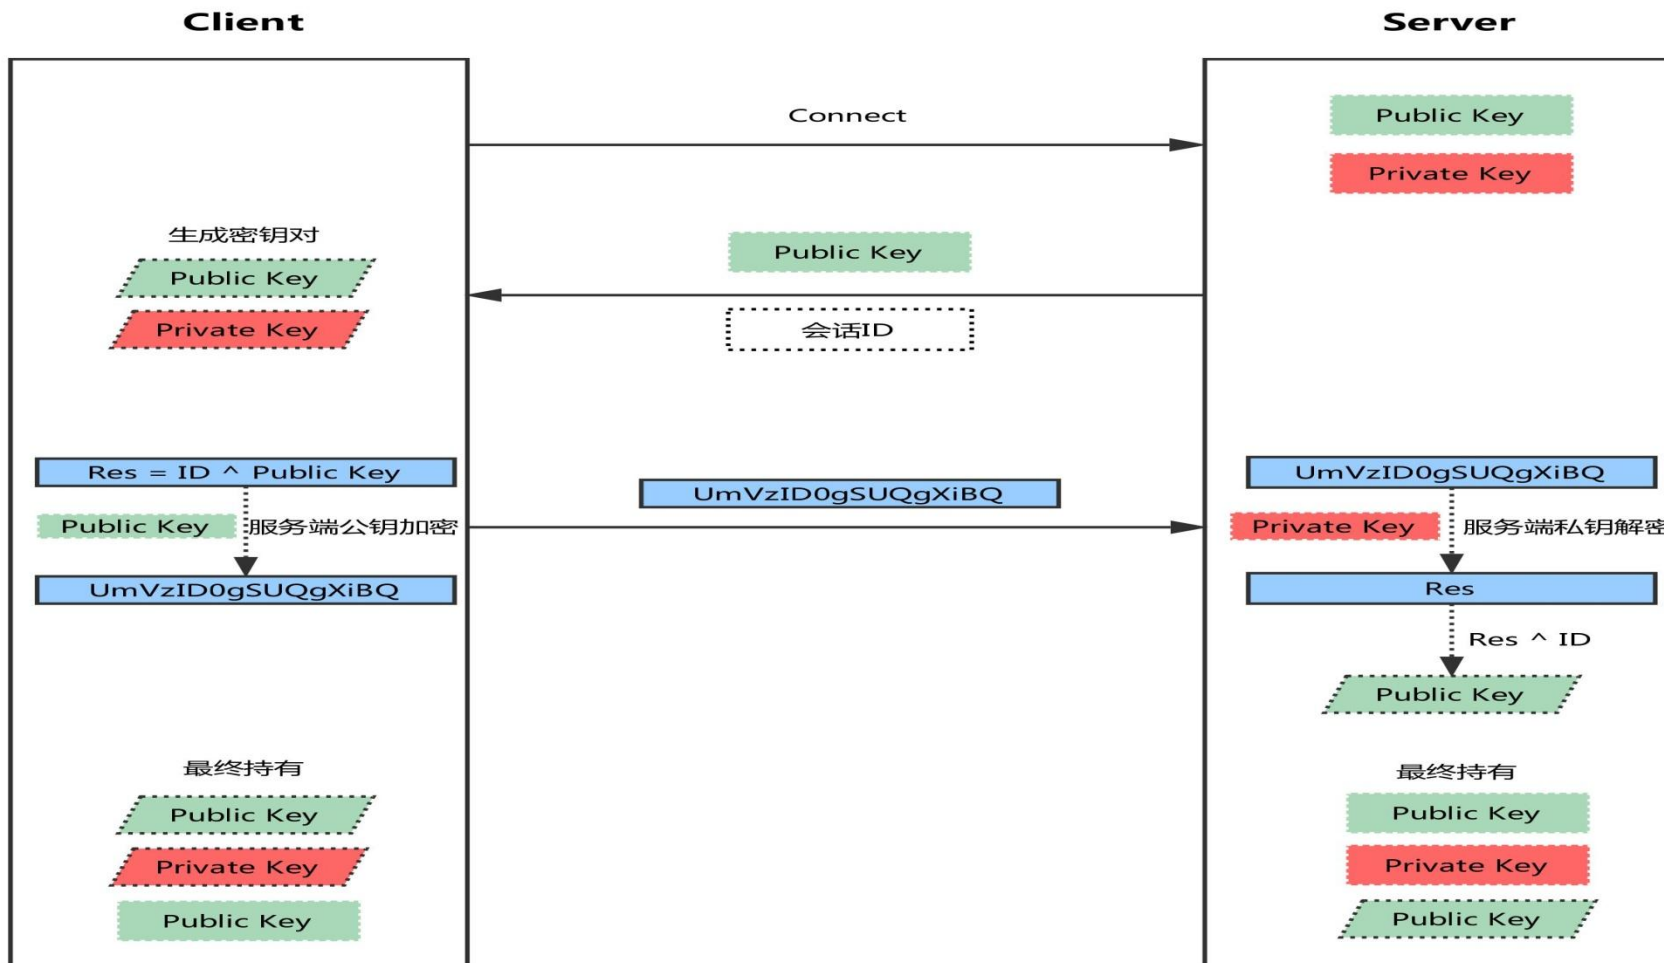 Client
Server
Connect
Public Key
Private Key
生成密钥对
Public Key
Private Key
Public Key
会话ID
Res = ID ^ Public Key
Public Key
服务端公钥加密
UmVzID0gSUQgXiBQ
UmVzID0gSUQgXiBQ
UmVzID0gSUQgXiBQ
Private Key
服务端私钥解密
Res
Res ^ ID
Public Key
最终持有
Public Key
Private Key
Public Key
最终持有
Public Key
Private Key
Public Key